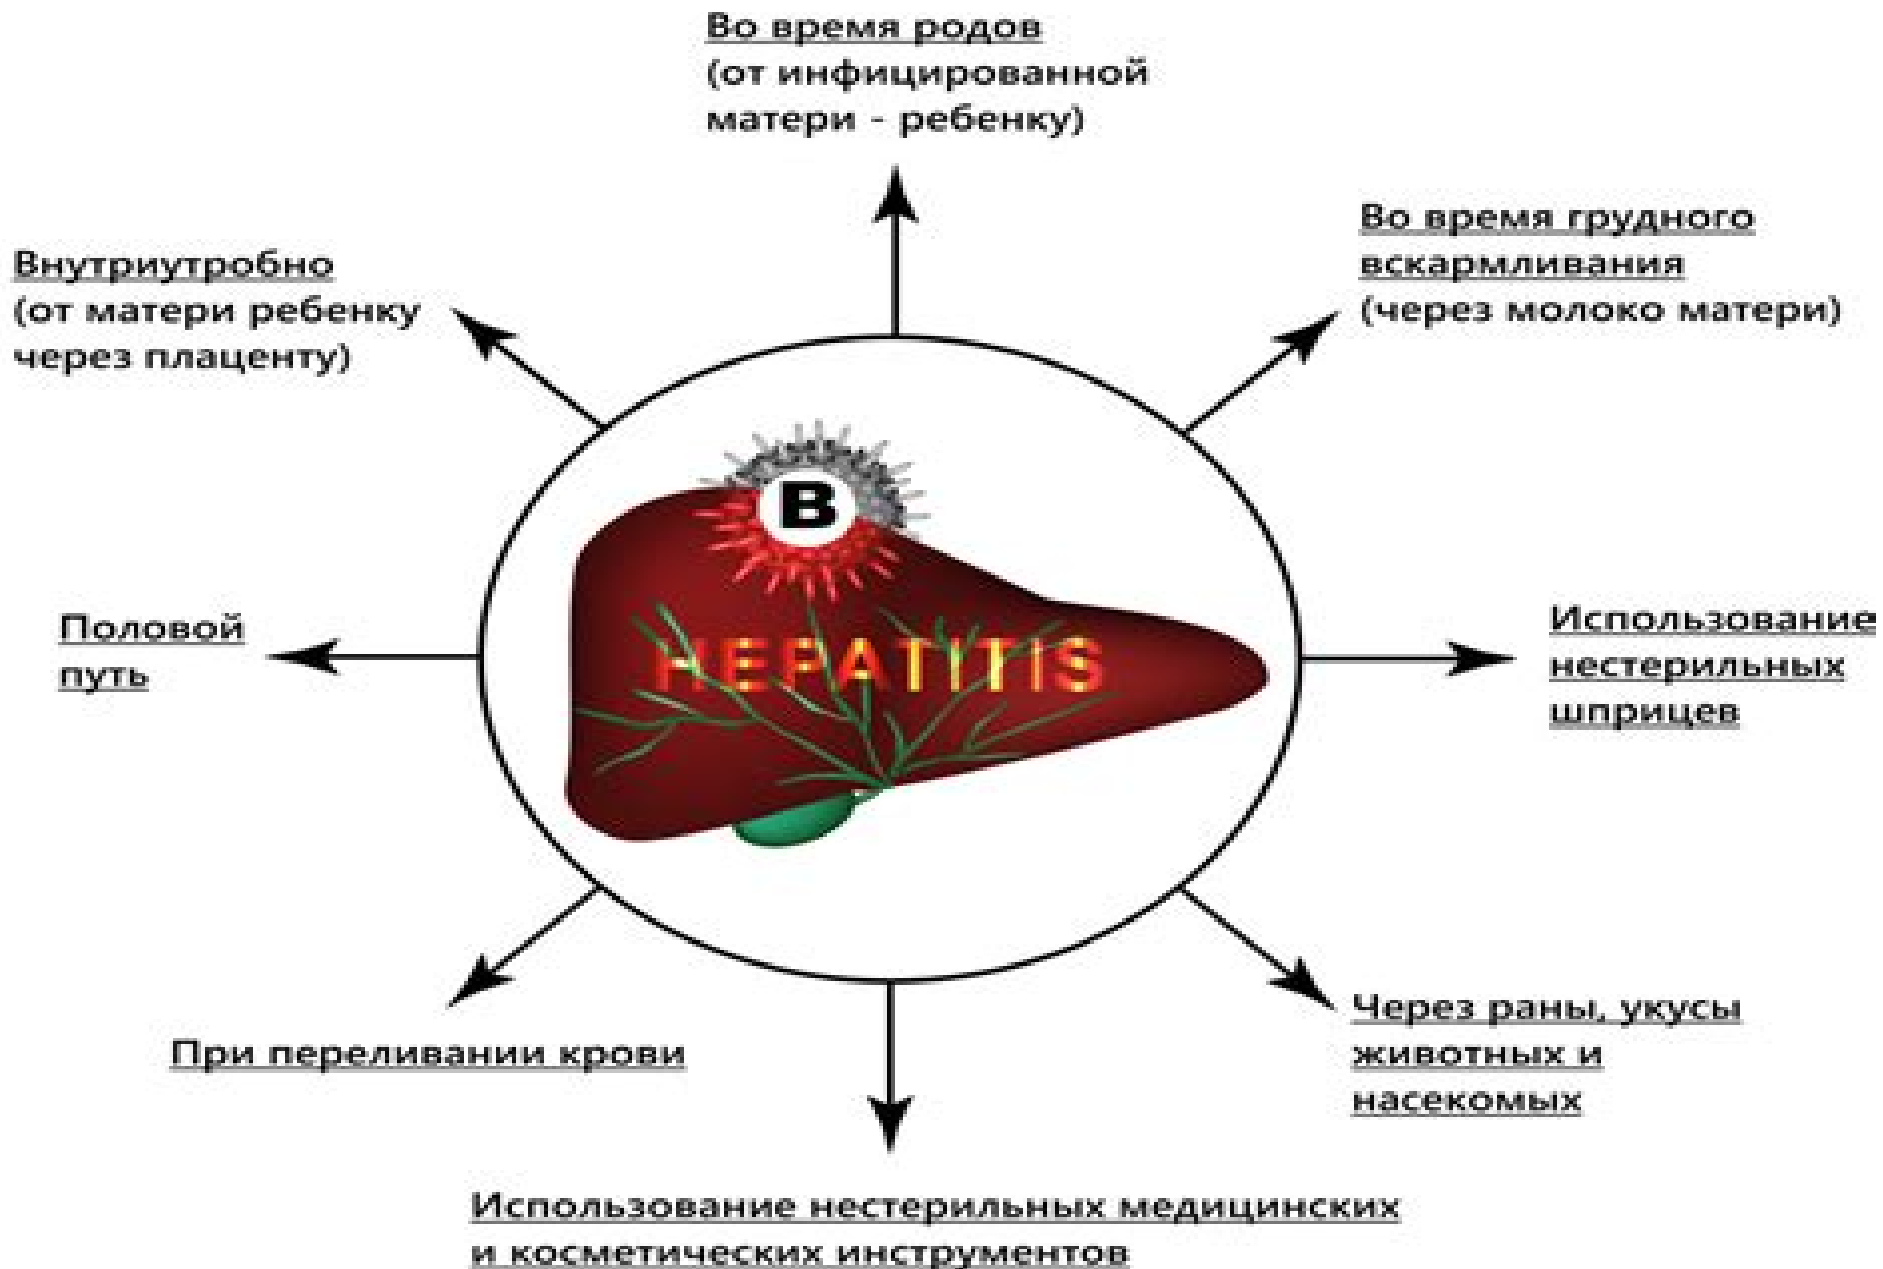 Во время родов
(от инфицированной
матери - ребенку)
Во время грудного
вскармливания
(через молоко матери)
Внутриутробно
(от матери ребенку
через плаценту)
B
HEPATITIS
Половой
путь
Использование
нестерильных
шприцев
При переливании крови
Через раны, укусы
животных и
насекомых
Использование нестерильных медицинских
и косметических инструментов